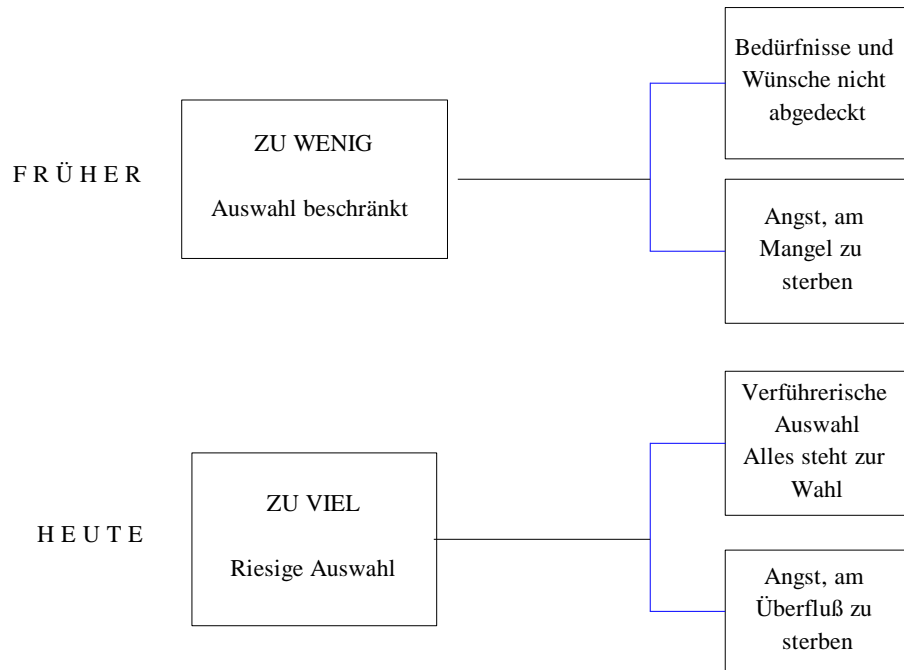 F R Ü H E R
ZU WENIG
Auswahl beschränkt
Bedürfnisse und
Wünsche nicht
abgedeckt
Angst, am
Mangel zu
sterben
H E U T E
ZU VIEL
Riesige Auswahl
Verführerische
Auswahl
Alles steht zur
Wahl
Angst, am
Überfluß zu
sterben